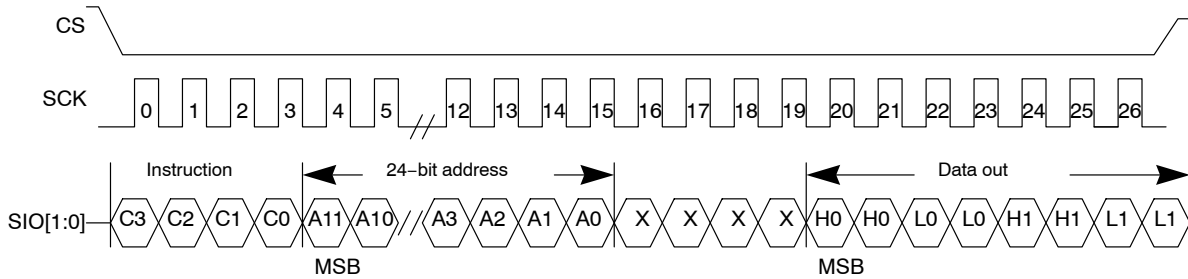 CS
SCK
0 1 2 3 4 5 12 13 14 15 16 17 18 19 20 21 22 23 24 25 26
Instruction 24−bit address Data out
SIO[1:0] C3 C2 C1 C0 A11 A10 A3 A2 A1 A0 X X X X H0 H0 L0 L0 H1 H1 L1 L1
MSB MSB